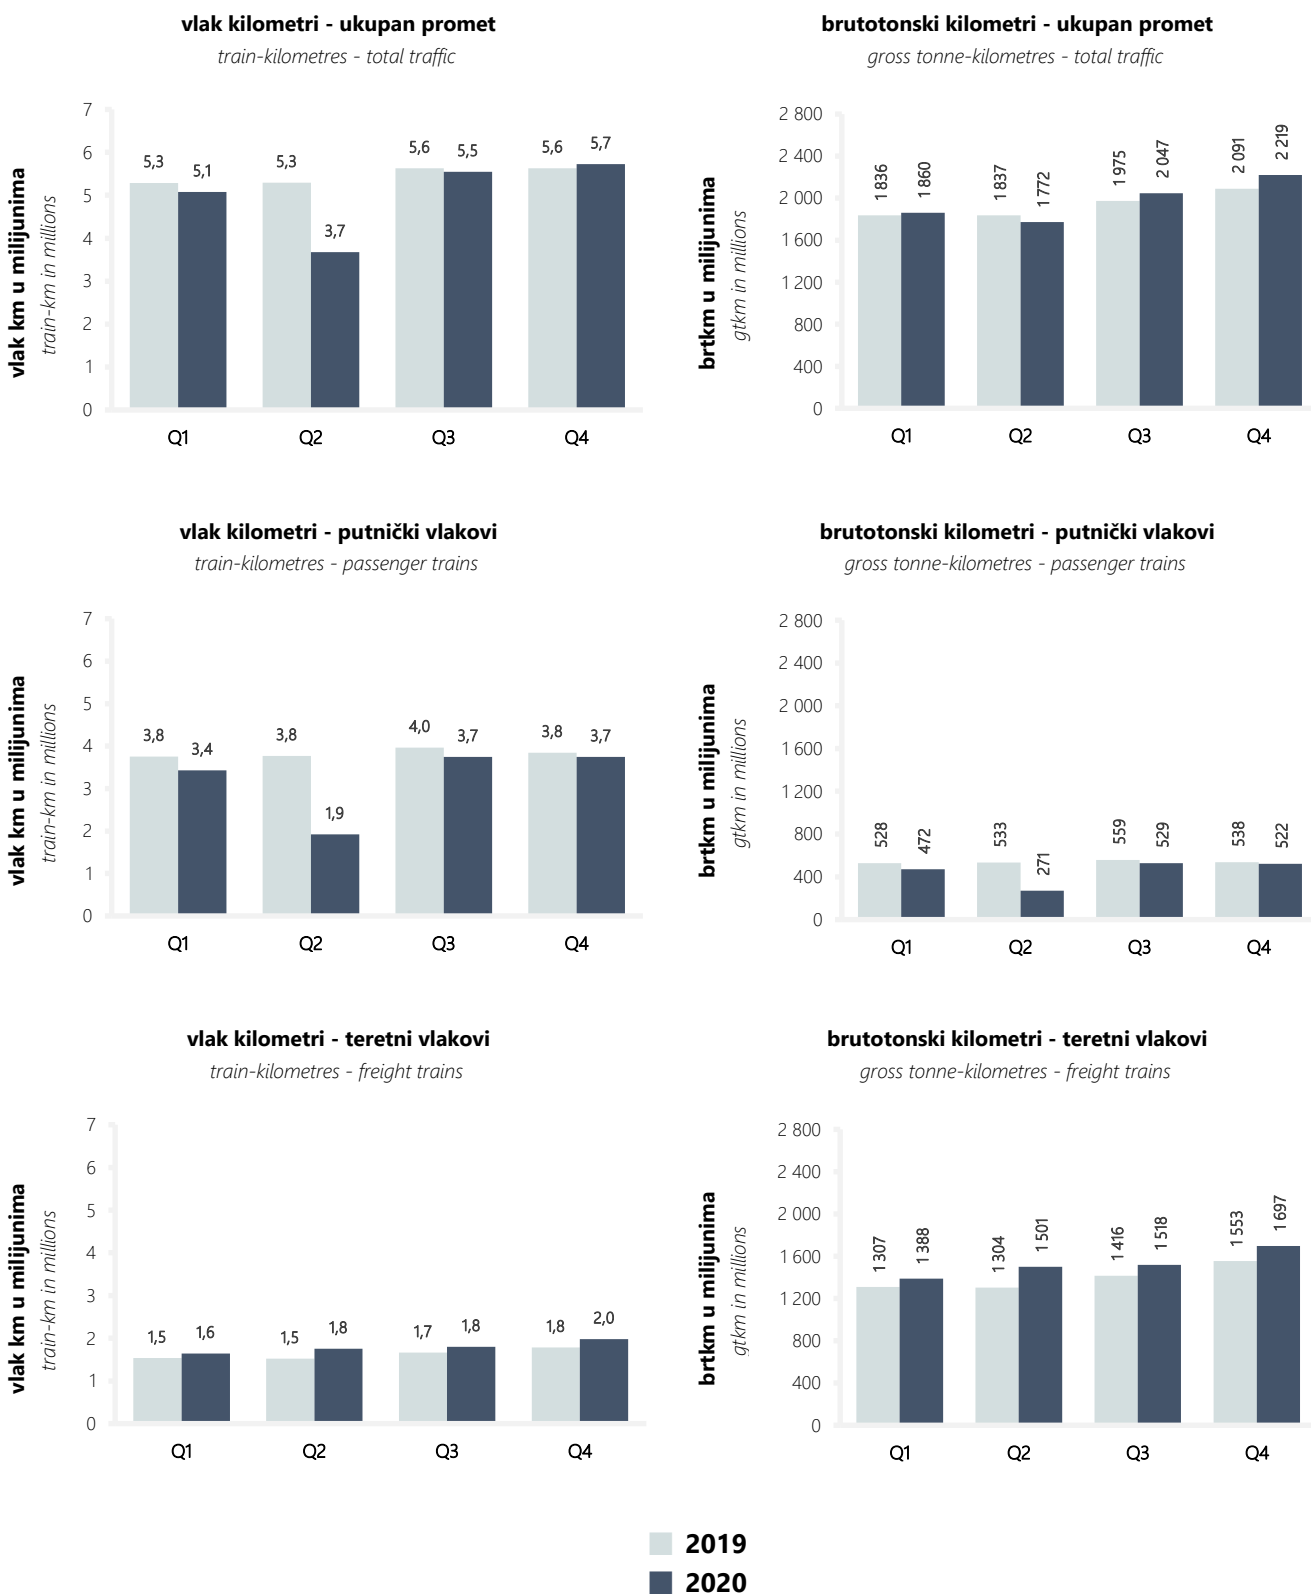 vlak kilometri - ukupan promet
train-kilometres - total traffic
vlak km u milijunima
train-km in millions
7
6
5
4
3
2
1
0
5,3
5,1
5,3
3,7
5,6
5,5
5,6
5,7
Q1
Q2
Q3
Q4
brutotonski kilometri - ukupan promet
gross tonne-kilometres - total traffic
brtkm u milijunima
gtkm in millions
2 800
2 400
2 000
1 600
1 200
800
400
0
1 836
1 860
1 837
1 772
1 975
2 047
2 091
2 219
Q1
Q2
Q3
Q4
vlak kilometri - putnički vlakovi
train-kilometres - passenger trains
vlak km u milijunima
train-km in millions
7
6
5
4
3
2
1
0
3,8
3,4
3,8
1,9
4,0
3,7
3,8
3,7
Q1
Q2
Q3
Q4
brutotonski kilometri - putnički vlakovi
gross tonne-kilometres - passenger trains
brtkm u milijunima
gtkm in millions
2 800
2 400
2 000
1 600
1 200
800
400
0
528
472
533
271
559
529
538
522
Q1
Q2
Q3
Q4
vlak kilometri - teretni vlakovi
train-kilometres - freight trains
vlak km u milijunima
train-km in millions
7
6
5
4
3
2
1
0
1,5
1,6
1,5
1,8
1,7
1,8
1,8
2,0
Q1
Q2
Q3
Q4
brutotonski kilometri - teretni vlakovi
gross tonne-kilometres - freight trains
brtkm u milijunima
gtkm in millions
2 800
2 400
2 000
1 600
1 200
800
400
0
1 307
1 388
1 304
1 501
1 416
1 518
1 553
1 697
Q1
Q2
Q3
Q4
2019
2020